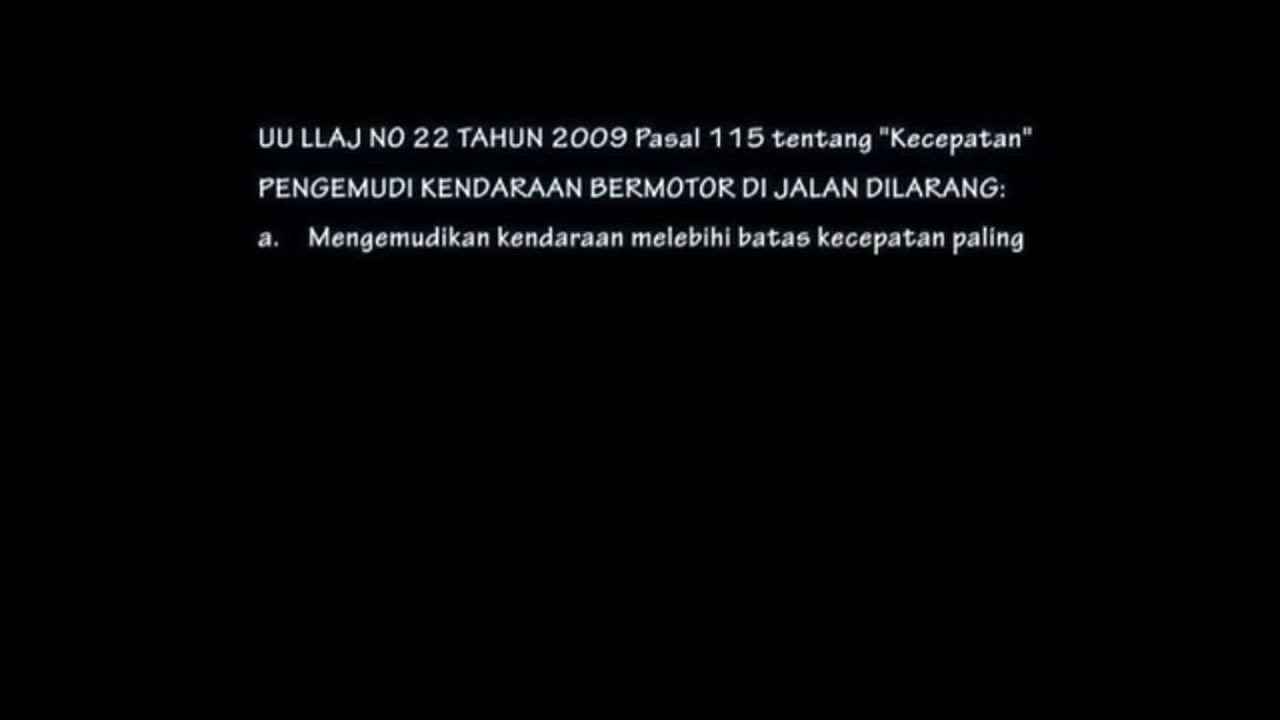 UU LLAJ NO 22 TAHUN 2009 Pasal 115 tentang "Kecepatan"
PENGEMUDI KENDARAAN BERMOTOR DI JALAN DILARANG:
a. Mengemudikan kendaraan melebihi batas kecepatan paling